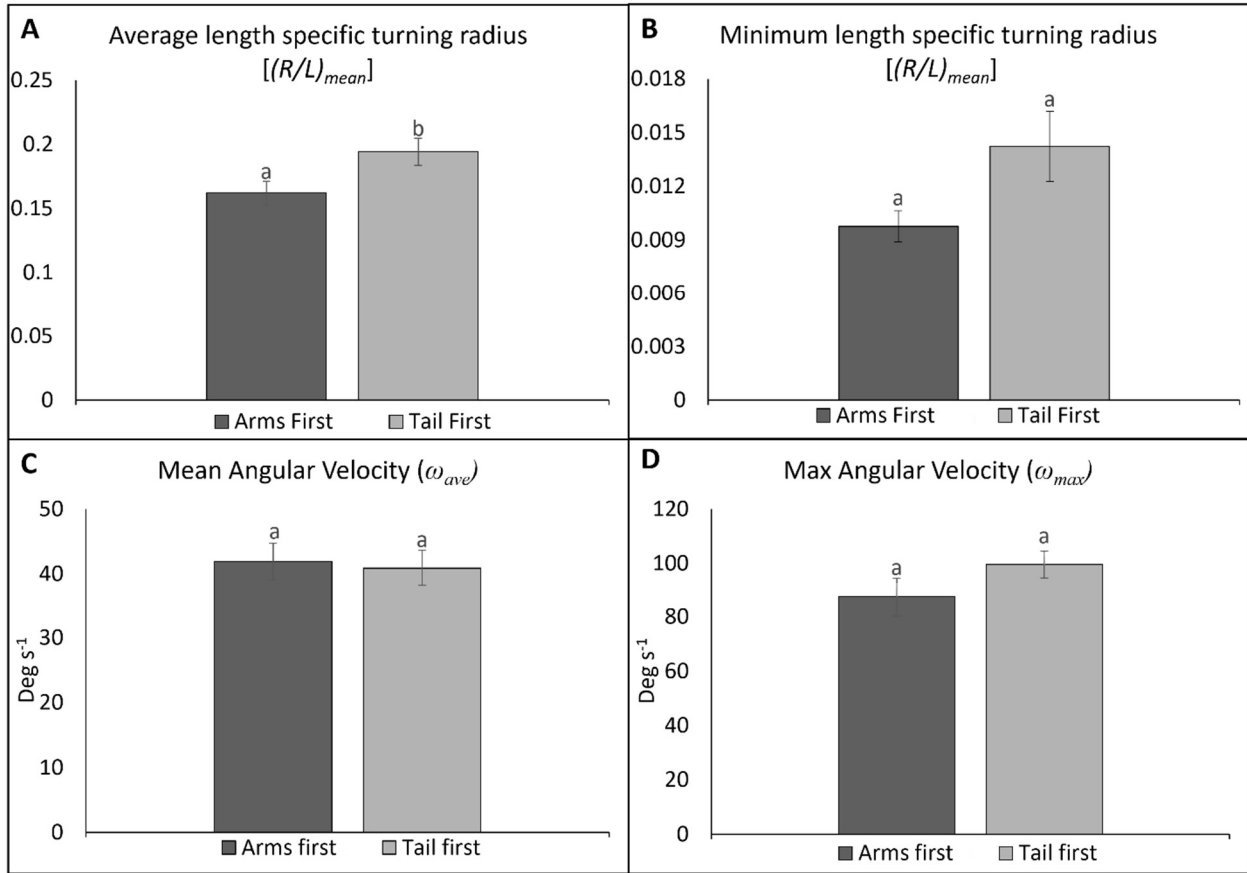 A
Average length specific turning radius
[(R/L)mean]
0.25
0.2
0.15
0.1
0.05
0
a
b
Arms First Tail First
B
Minimum length specific turning radius
[(R/L)mean]
0.018
0.015
0.012
0.009
0.006
0.003
0
a
a
Arms First Tail First
C
Mean Angular Velocity (ωave)
Deg s-1
50
40
30
20
10
0
a
a
Arms first Tail first
D
Max Angular Velocity (ωmax)
Deg s-1
120
100
80
60
40
20
0
a
a
Arms first Tail first